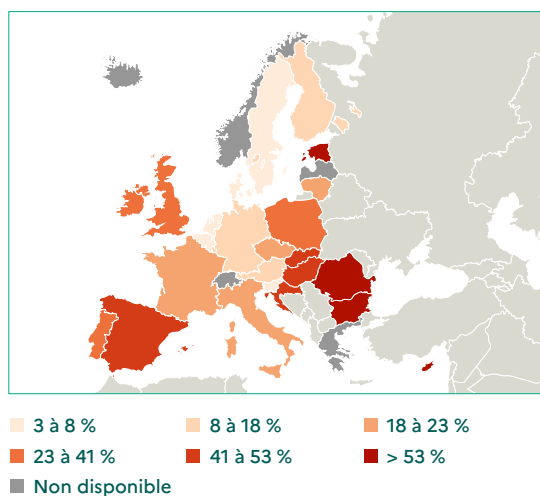 3 à 8 %
8 à 18 %
18 à 23 %
23 à 41 %
41 à 53 %
> 53 %
Non disponible